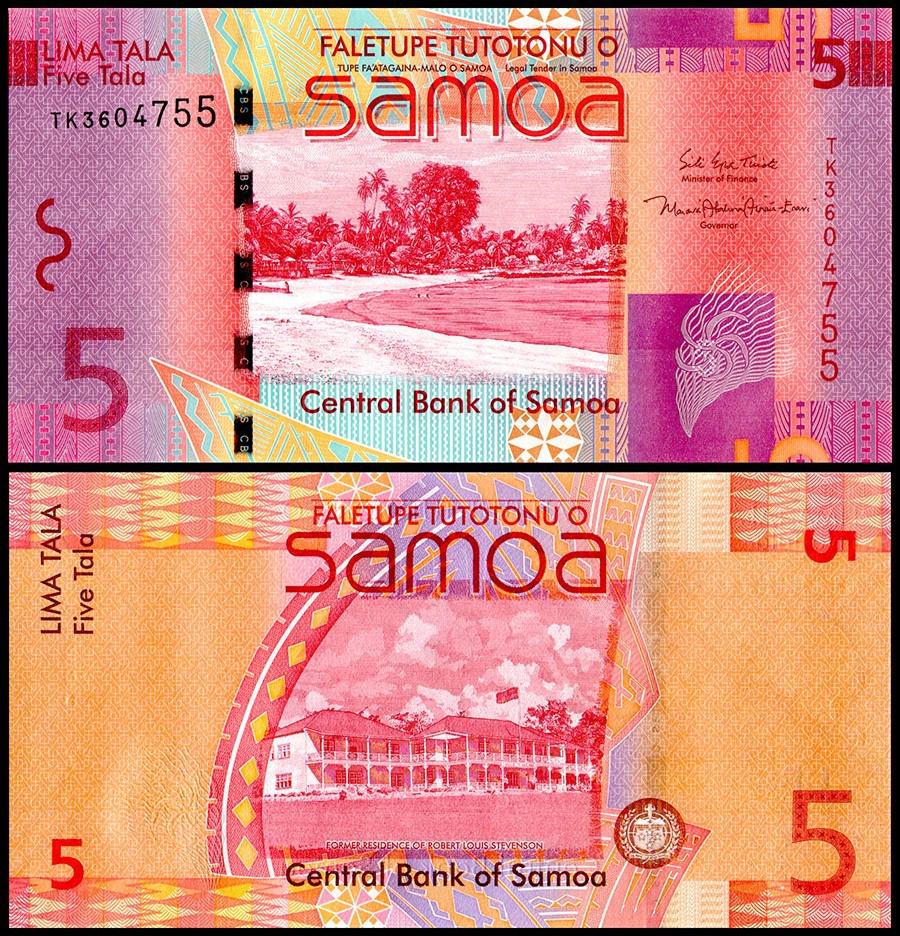 LIMA TALA
Five Tala
TK3604755
FALETUPE TUTOTONU O
TUPE FA'ATAGAINA-MALO O SAMOA Legal Tender in Samoa
samoa
5
Minister of Finance
Governor
TK3604755
CBS
5
Central Bank of Samoa
LIMA TALA
Five Tala
FALETUPE TUTOTONU O
samoa
5
FORMER RESIDENCE OF ROBERT LOUIS STEVENSON
Central Bank of Samoa
5
5